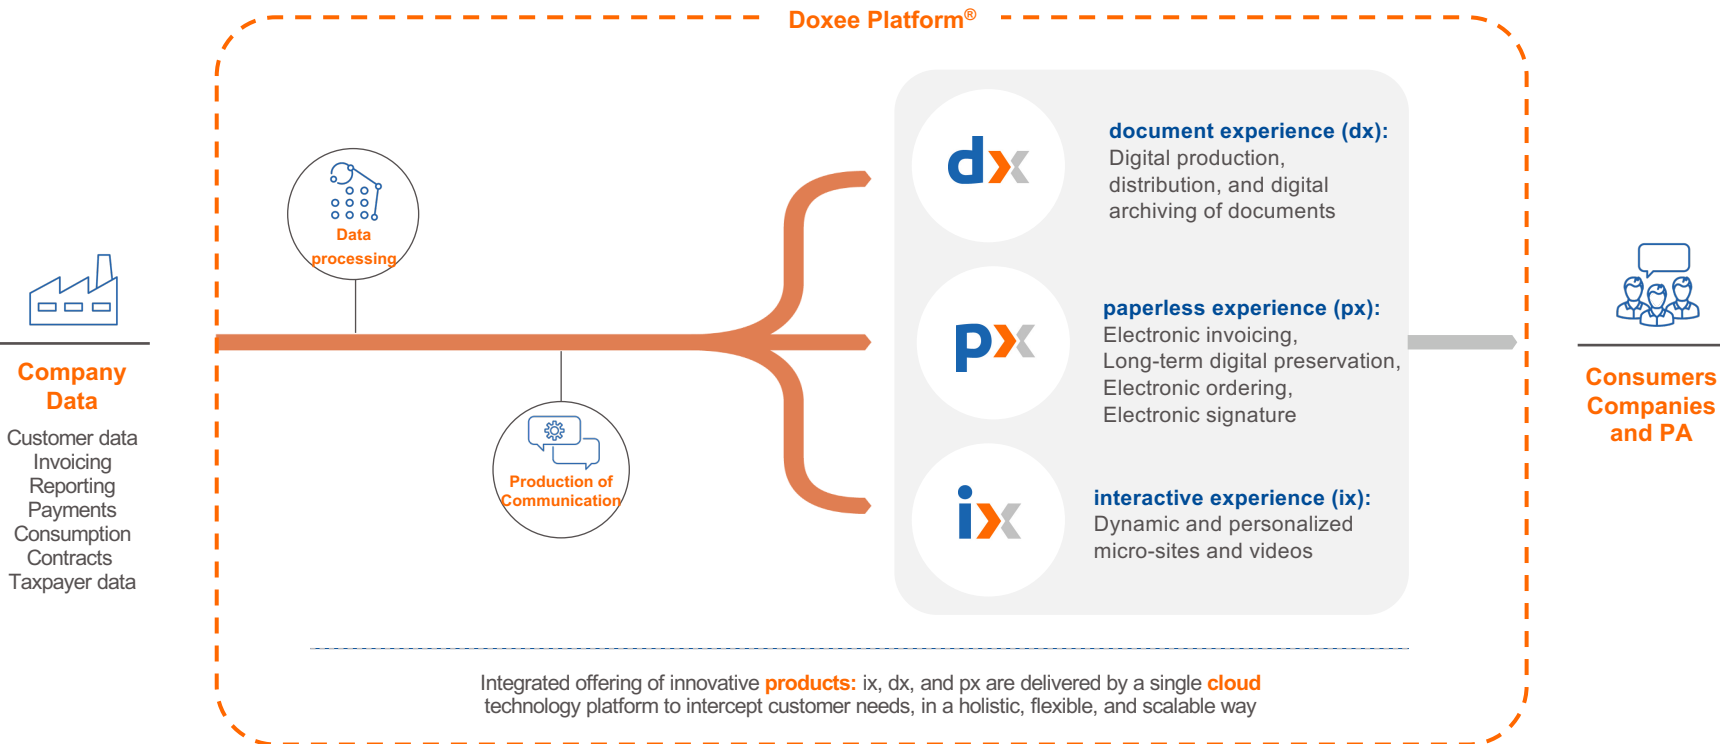 Doxee Platform®
Data
processing
Production of
Communication
Company
Data
Customer data
Invoicing
Reporting
Payments
Consumption
Contracts
Taxpayer data
dx
document experience (dx):
Digital production,
distribution, and digital
archiving of documents
px
paperless experience (px):
Electronic invoicing,
Long-term digital preservation,
Electronic ordering,
Electronic signature
ix
interactive experience (ix):
Dynamic and personalized
micro-sites and videos
Consumers
Companies
and PA
Integrated offering of innovative products: ix, dx, and px are delivered by a single cloud
technology platform to intercept customer needs, in a holistic, flexible, and scalable way